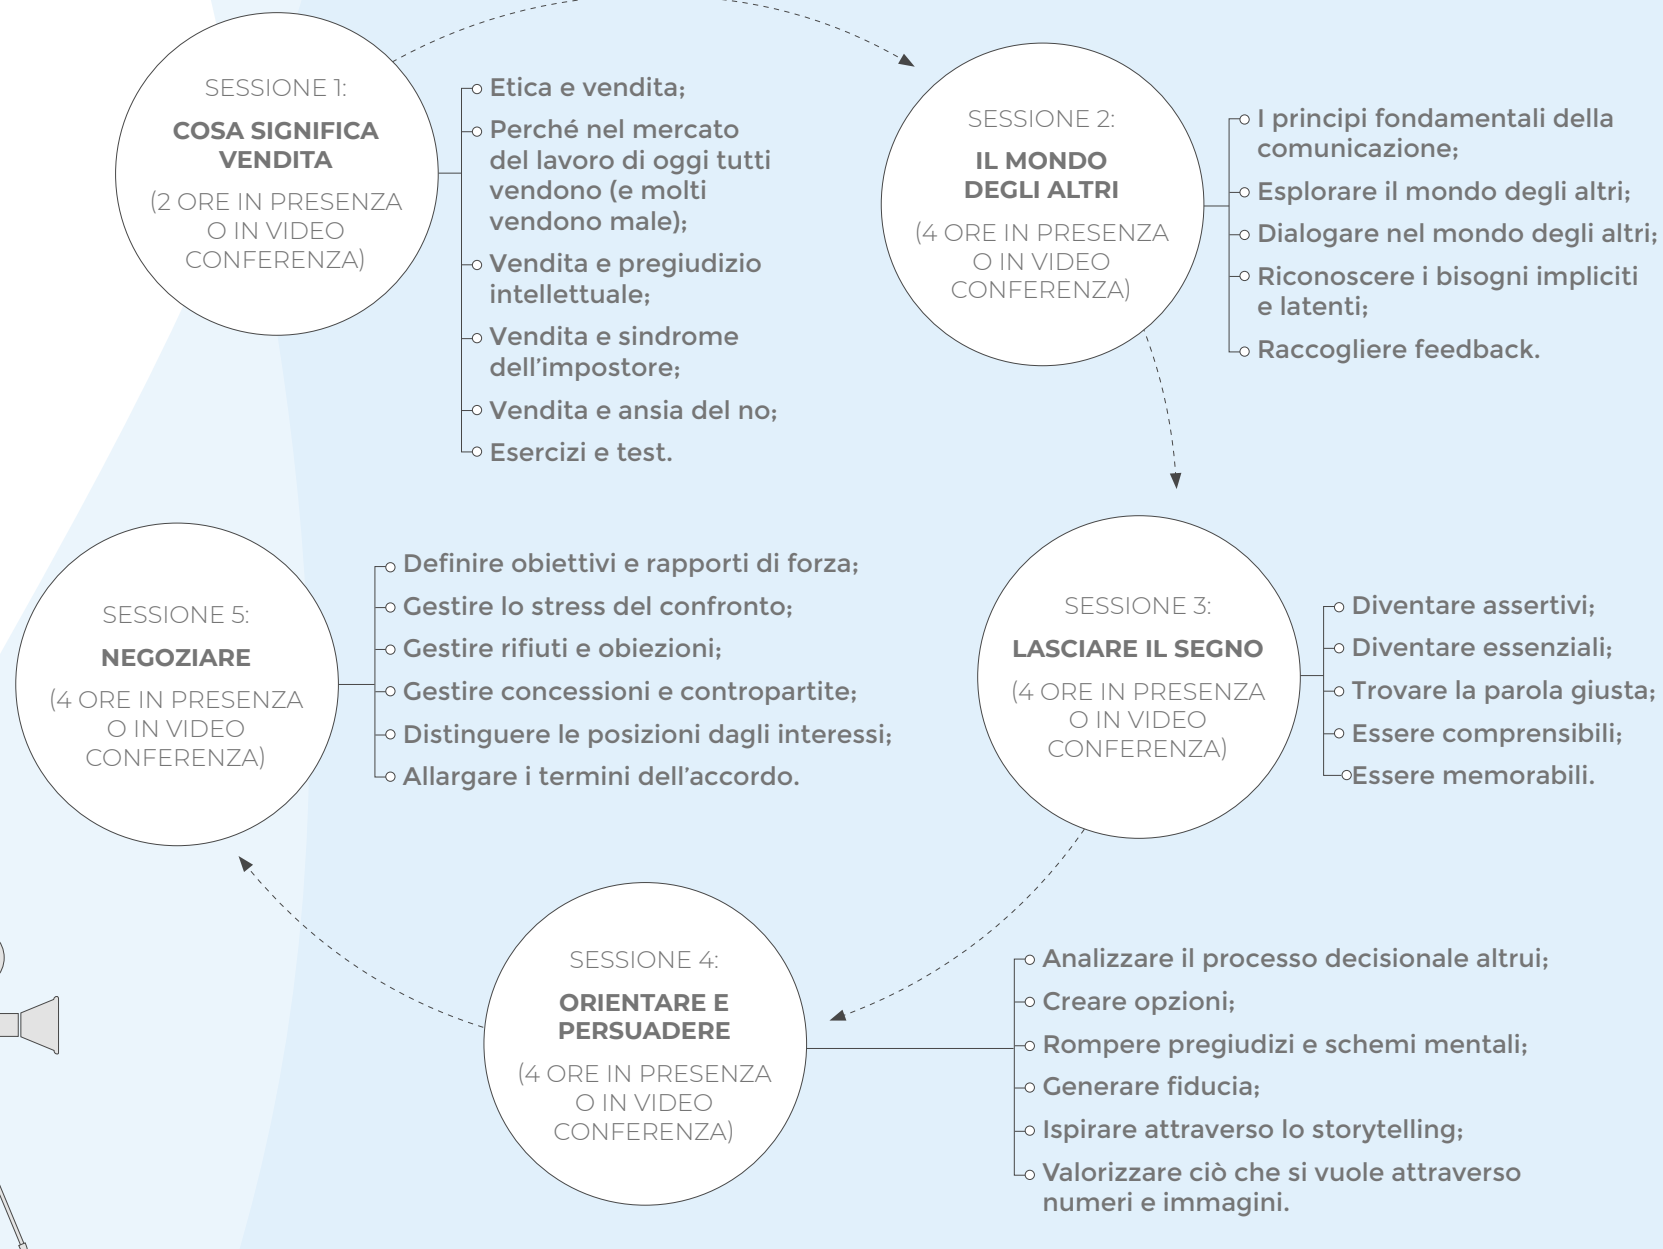 SESSIONE 1:
COSA SIGNIFICA
VENDITA
(2 ORE IN PRESENZA
O IN VIDEO
CONFERENZA)
Etica e vendita;
Perché nel mercato
del lavoro di oggi tutti
vendono (e molti
vendono male);
Vendita e pregiudizio
intellettuale;
Vendita e sindrome
dell'impostore;
Vendita e ansia del no;
Esercizi e test.
SESSIONE 2:
IL MONDO
DEGLI ALTRI
(4 ORE IN PRESENZA
O IN VIDEO
CONFERENZA)
I principi fondamentali della
comunicazione;
Esplorare il mondo degli altri;
Dialogare nel mondo degli altri;
Riconoscere i bisogni impliciti
e latenti;
Raccogliere feedback.
SESSIONE 3:
LASCIARE IL SEGNO
(4 ORE IN PRESENZA
O IN VIDEO
CONFERENZA)
Diventare assertivi;
Diventare essenziali;
Trovare la parola giusta;
Essere comprensibili;
Essere memorabili.
SESSIONE 4:
ORIENTARE E
PERSUADERE
(4 ORE IN PRESENZA
O IN VIDEO
CONFERENZA)
Analizzare il processo decisionale altrui;
Creare opzioni;
Rompere pregiudizi e schemi mentali;
Generare fiducia;
Ispirare attraverso lo storytelling;
Valorizzare ciò che si vuole attraverso
numeri e immagini.
SESSIONE 5:
NEGOZIARE
(4 ORE IN PRESENZA
O IN VIDEO
CONFERENZA)
Definire obiettivi e rapporti di forza;
Gestire lo stress del confronto;
Gestire rifiuti e obiezioni;
Gestire concessioni e contropartite;
Distinguere le posizioni dagli interessi;
Allargare i termini dell'accordo.